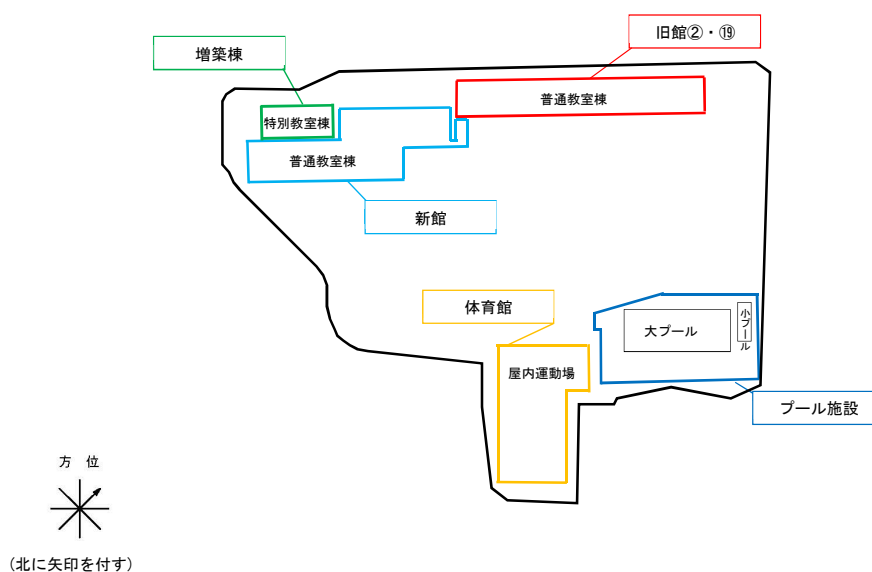 旧館②・⑲
増築棟
普通教室棟
特別教室棟
普通教室棟
新館
体育館
大プール
小プール
屋内運動場
プール施設
方 位
(北に矢印を付す)